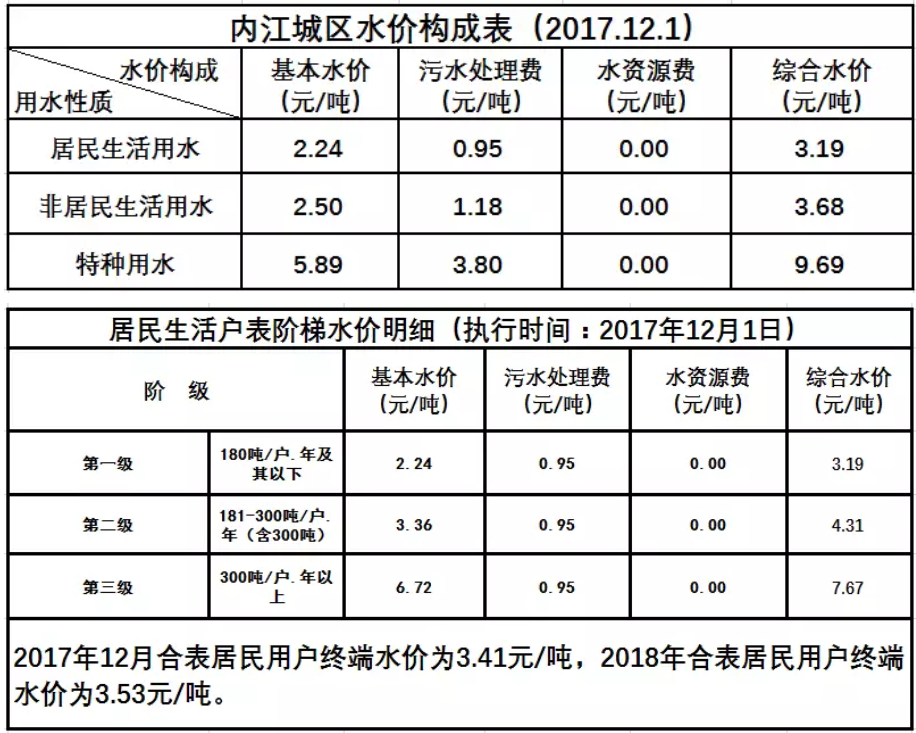 内江城区水价构成表（2017.12.1）
水价构成
用水性质
基本水价
(元/吨)
污水处理费
(元/吨)
水资源费
(元/吨)
综合水价
(元/吨)
居民生活用水 2.24 0.95 0.00 3.19
非居民生活用水 2.50 1.18 0.00 3.68
特种用水 5.89 3.80 0.00 9.69
居民生活户表阶梯水价明细（执行时间：2017年12月1日）
阶 级
基本水价
(元/吨)
污水处理费
(元/吨)
水资源费
(元/吨)
综合水价
(元/吨)
第一级
180吨/户.年及
其以下
2.24 0.95 0.00 3.19
第二级
181-300吨/户.
年（含300吨）
3.36 0.95 0.00 4.31
第三级
300吨/户.年以
上
6.72 0.95 0.00 7.67
2017年12月合表居民用户终端水价为3.41元/吨，2018年合表居民用户终端
水价为3.53元/吨。